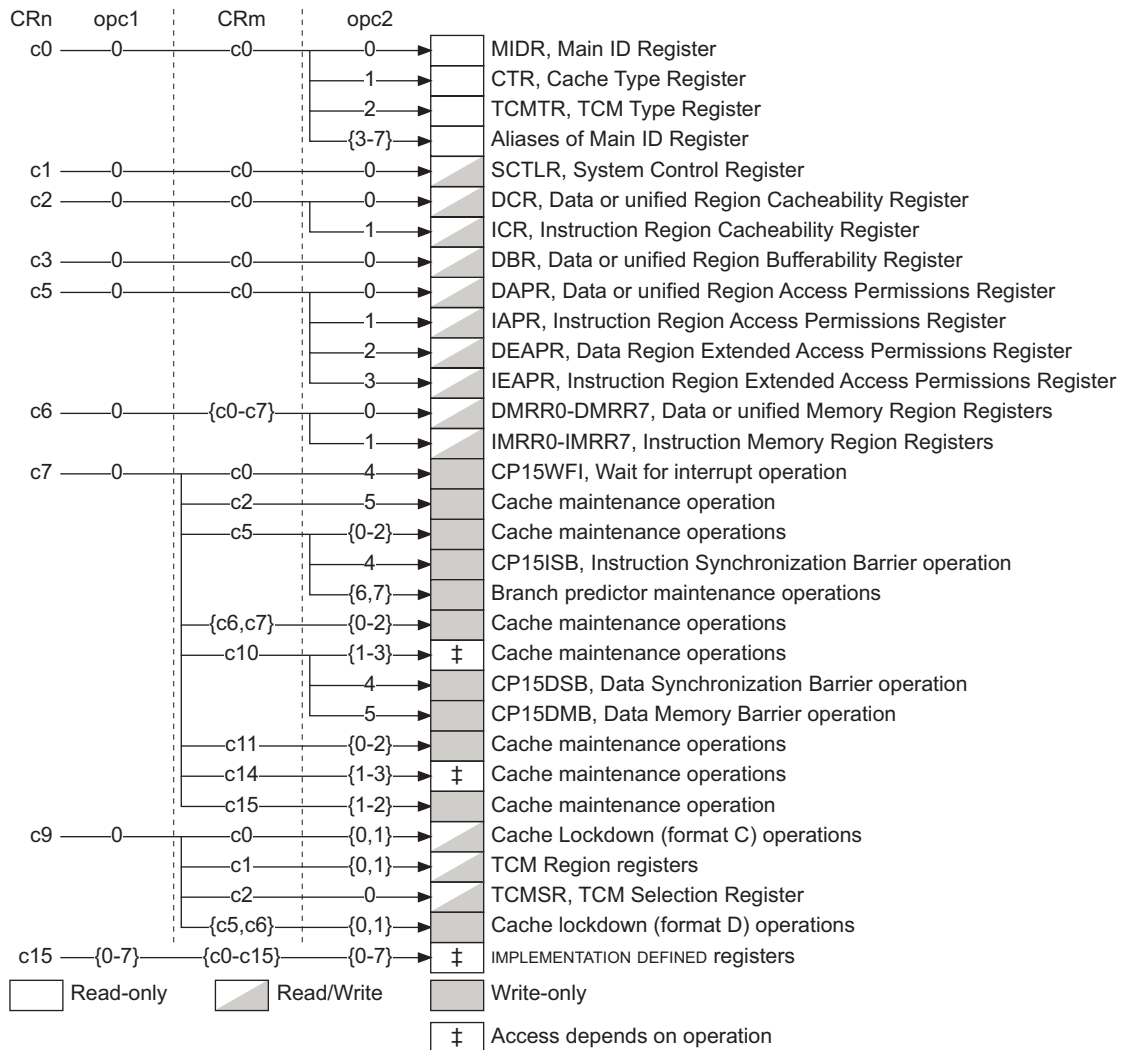 CRn opc1 CRm opc2
c0 0 c0 0 MIDR, Main ID Register
1 CTR, Cache Type Register
2 TCMTR, TCM Type Register
{3-7} Aliases of Main ID Register
c1 0 c0 0 SCTLR, System Control Register
c2 0 c0 0 DCR, Data or unified Region Cacheability Register
1 ICR, Instruction Region Cacheability Register
c3 0 c0 0 DBR, Data or unified Region Bufferability Register
c5 0 c0 0 DAPR, Data or unified Region Access Permissions Register
1 IAPR, Instruction Region Access Permissions Register
2 DEAPR, Data Region Extended Access Permissions Register
3 IEAPR, Instruction Region Extended Access Permissions Register
c6 0 {c0-c7} 0 DMRR0-DMRR7, Data or unified Memory Region Registers
1 IMRR0-IMRR7, Instruction Memory Region Registers
c7 0 c0 4 CP15WFI, Wait for interrupt operation
c2 5 Cache maintenance operation
c5 {0-2} Cache maintenance operations
4 CP15ISB, Instruction Synchronization Barrier operation
{6,7} Branch predictor maintenance operations
{c6,c7} {0-2} Cache maintenance operations
c10 {1-3} ‡ Cache maintenance operations
4 CP15DSB, Data Synchronization Barrier operation
5 CP15DMB, Data Memory Barrier operation
c11 {0-2} Cache maintenance operations
c14 {1-3} ‡ Cache maintenance operations
c15 {1-2} Cache maintenance operation
c9 0 c0 {0,1} Cache Lockdown (format C) operations
c1 {0,1} TCM Region registers
c2 0 TCMSR, TCM Selection Register
{c5,c6} {0,1} Cache lockdown (format D) operations
c15 {0-7} {c0-c15} {0-7} ‡ IMPLEMENTATION DEFINED registers
Read-only Read/Write Write-only
‡ Access depends on operation